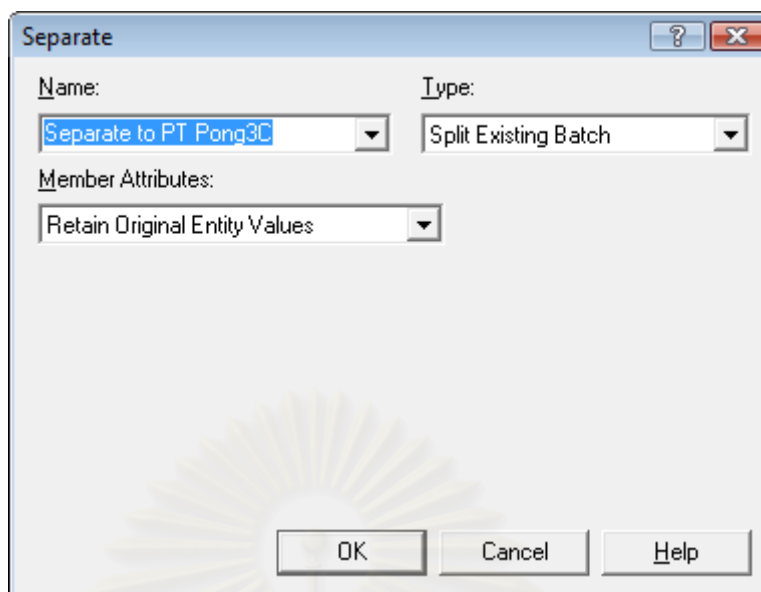 Separate
Name: Type:
Separate to PT Pong3C Split Existing Batch
Member Attributes:
Retain Original Entity Values
OK Cancel Help